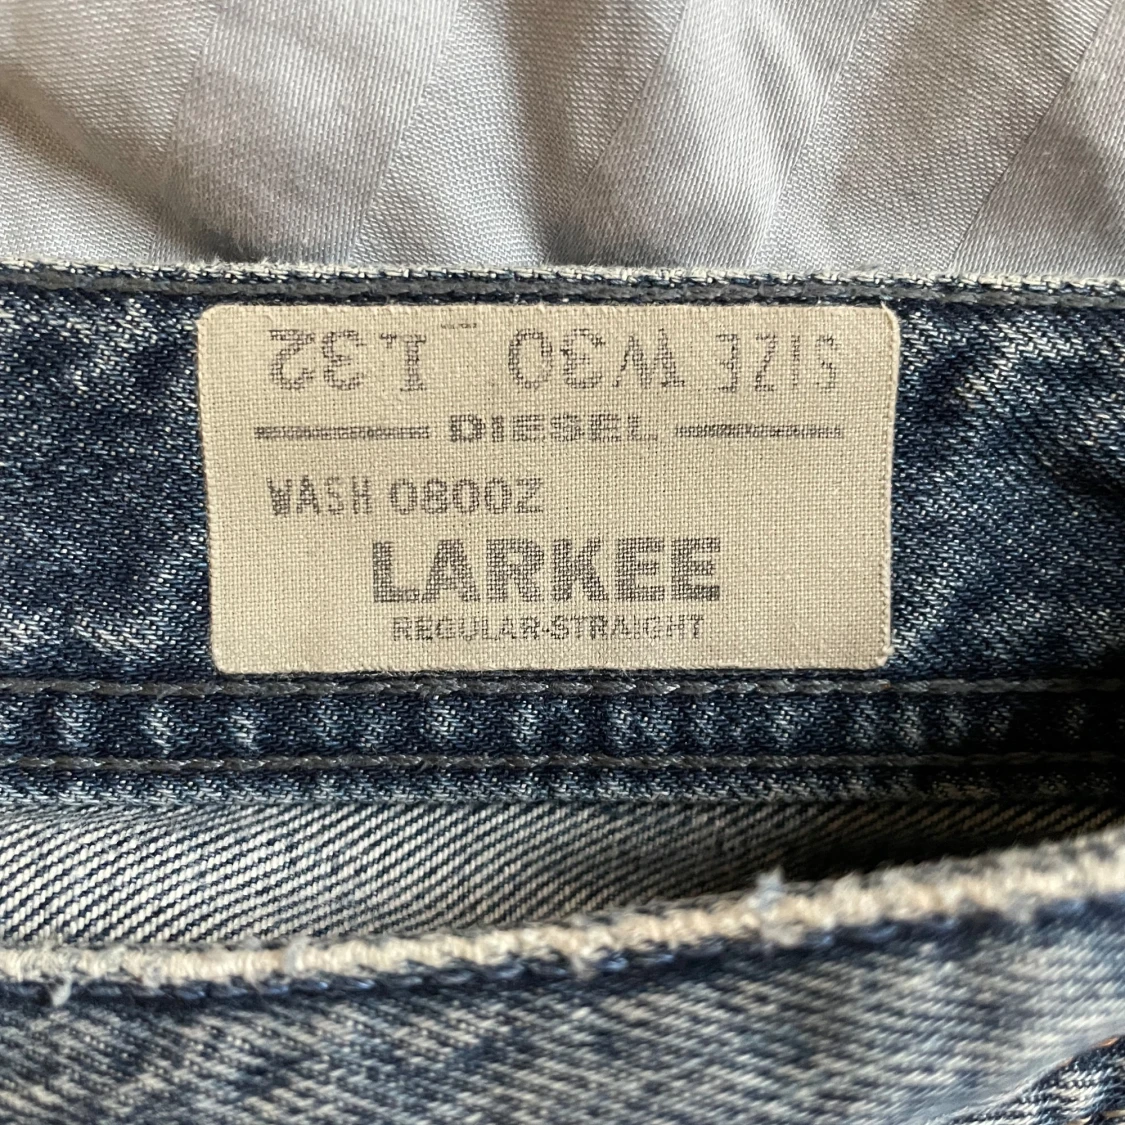 SIZE W30 L32
DIESEL
WASH 0800Z
LARKEE
REGULAR-STRAIGHT